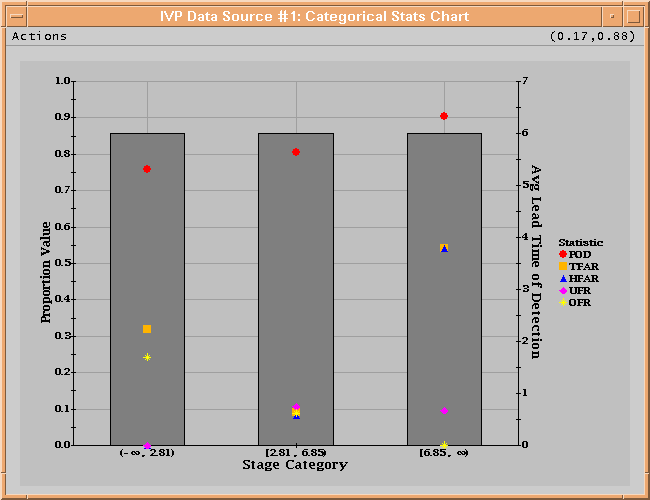 IVP Data Source #1: Categorical Stats Chart
Actions (0.17,0.88)
1.0
0.9
0.8
0.7
0.6
0.5
0.4
0.3
0.2
0.1
0.0
Proportion Value
7
6
5
4
3
2
1
0
Avg Lead Time of Detection
(-∞, 2.81) [2.81, 6.85) [6.85, ∞)
Stage Category
Statistic
POD
TFAR
HFAR
UFR
OFR